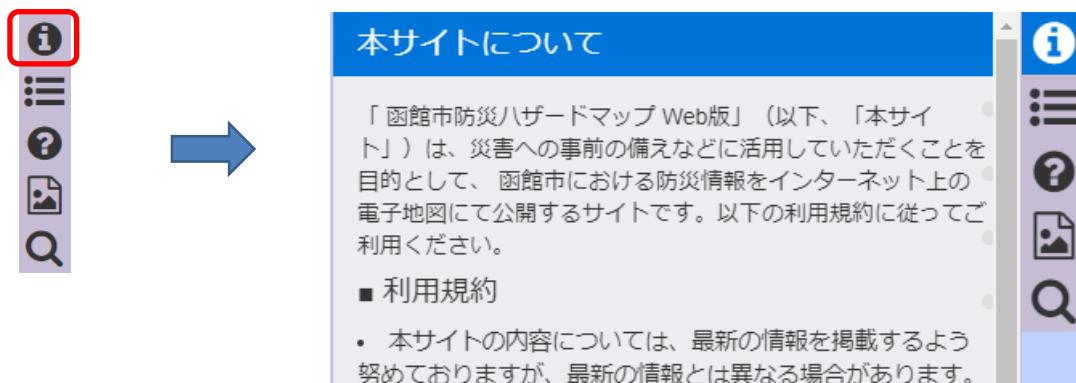 本サイトについて
「 函館市防災ハザードマップ Web版」（以下、「本サイ
ト」）は、災害への事前の備えなどに活用していただくことを
目的として、 函館市における防災情報をインターネット上の
電子地図にて公開するサイトです。以下の利用規約に従ってご
利用ください。
■ 利用規約
• 本サイトの内容については、最新の情報を掲載するよう
努めておりますが、最新の情報とは異なる場合があります。